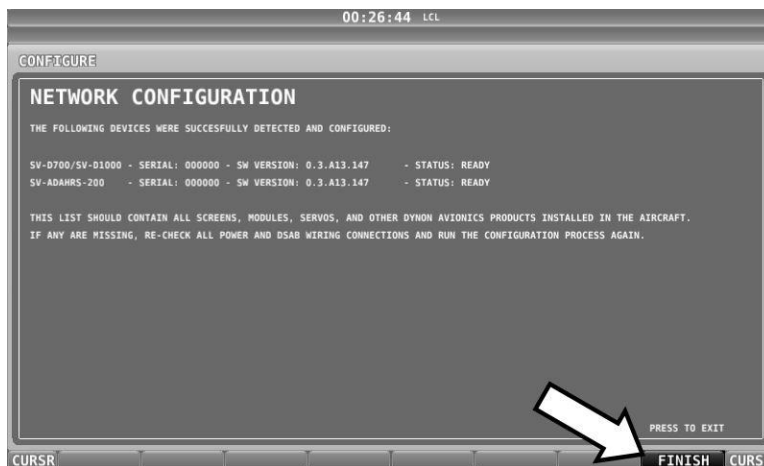 00:26:44 LCL
CONFIGURE
NETWORK CONFIGURATION
THE FOLLOWING DEVICES WERE SUCCESFULLY DETECTED AND CONFIGURED:
SV-D700/SV-D1000 - SERIAL: 000000 - SW VERSION: 0.3.A13.147 - STATUS: READY
SV-ADAHRS-200 - SERIAL: 000000 - SW VERSION: 0.3.A13.147 - STATUS: READY
THIS LIST SHOULD CONTAIN ALL SCREENS, MODULES, SERVOS, AND OTHER DYNON AVIONICS PRODUCTS INSTALLED IN THE AIRCRAFT.
IF ANY ARE MISSING, RE-CHECK ALL POWER AND DSAB WIRING CONNECTIONS AND RUN THE CONFIGURATION PROCESS AGAIN.
PRESS TO EXIT
CURSR FINISH CURS